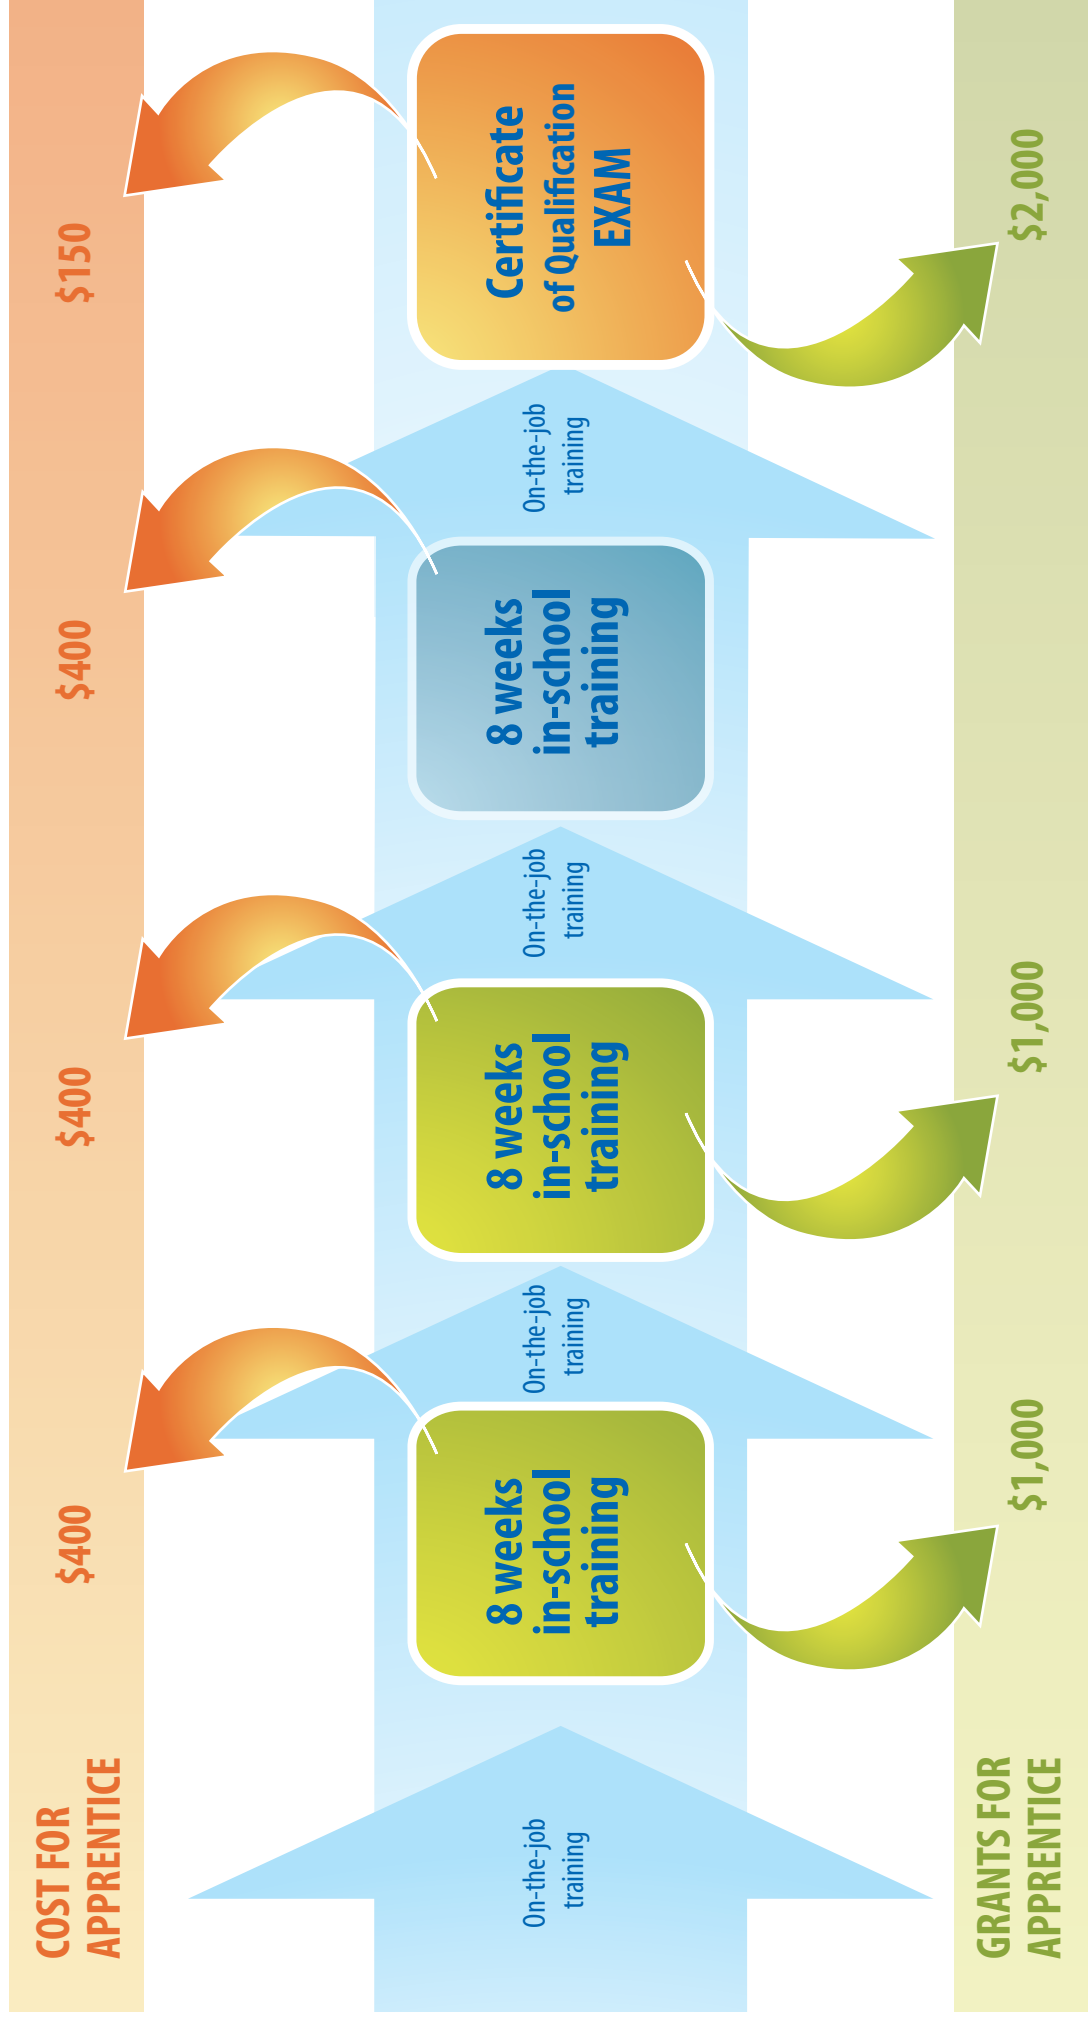 COST FOR
APPRENTICE
$400
$400
$400
$150
On-the-job
training
8 weeks
in-school
training
On-the-job
training
8 weeks
in-school
training
On-the-job
training
8 weeks
in-school
training
On-the-job
training
Certificate
of Qualification
EXAM
GRANTS FOR
APPRENTICE
$1,000
$1,000
$2,000